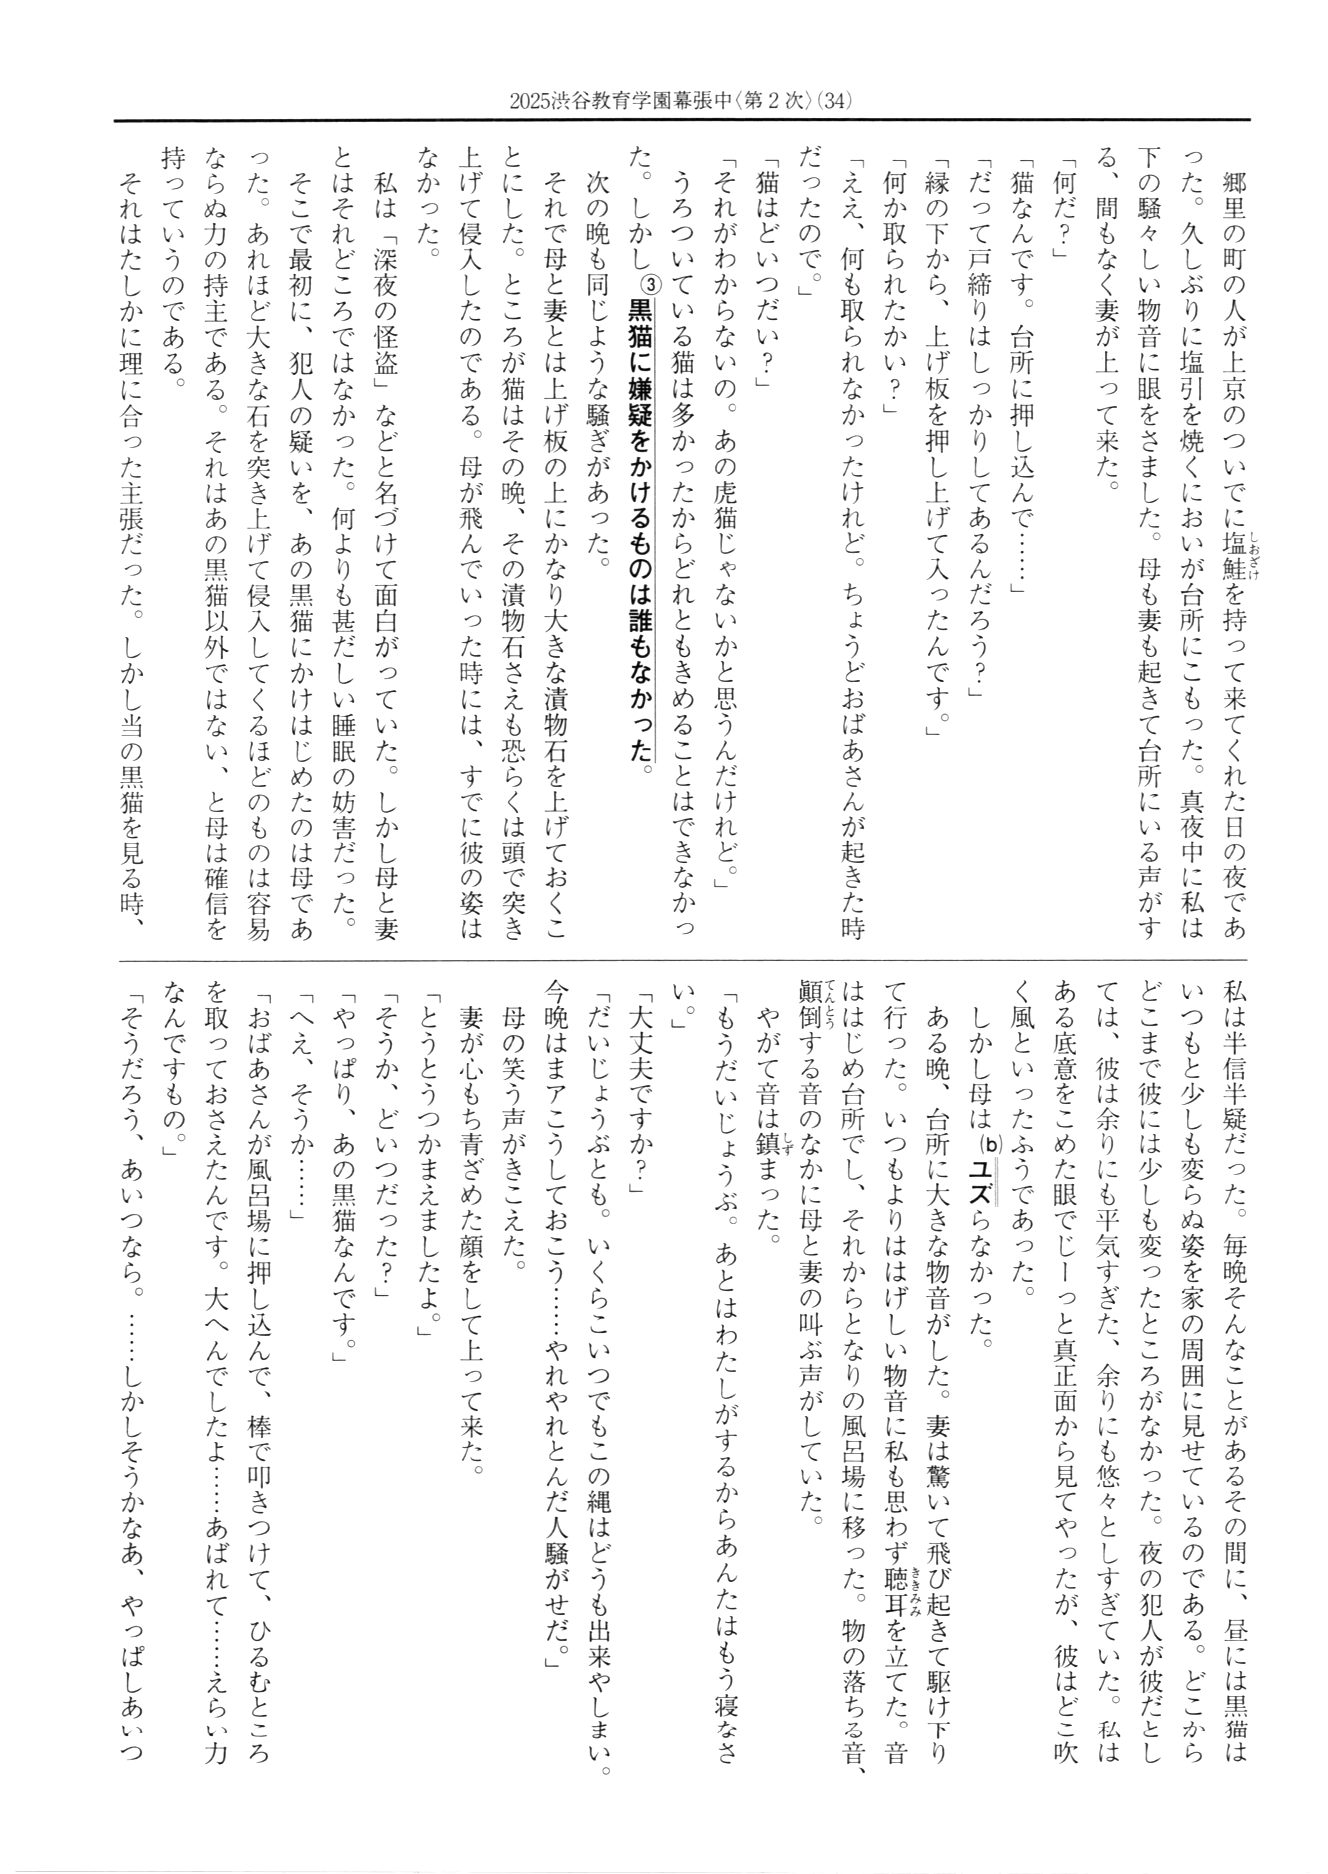 2025渋谷教育学園幕張中〈第2次〉(34)
　郷里の町の人が上京のついでに塩鮭しおざけを持って来てくれた日の夜であ
った。久しぶりに塩引を焼くにおいが台所にこもった。真夜中に私は
下の騒々しい物音に眼をさました。母も妻も起きて台所にいる声がす
る、間もなく妻が上って来た。
「何だ？」
「猫なんです。台所に押し込んで……」
「だって戸締りはしっかりしてあるんだろう？」
「縁の下から、上げ板を押し上げて入ったんです。」
「何か取られたかい？」
「ええ、何も取られなかったけれど。ちょうどおばあさんが起きた時
だったので。」
「猫はどいつだい？」
「それがわからないの。あの虎猫じゃないかと思うんだけれど。」
　うろついている猫は多かったからどれともきめることはできなかっ
た。しかし③黒猫に嫌疑をかけるものは誰もなかった。
　次の晩も同じような騒ぎがあった。
　それで母と妻とは上げ板の上にかなり大きな漬物石を上げておくこ
とにした。ところが猫はその晩、その漬物石さえも恐らくは頭で突き
上げて侵入したのである。母が飛んでいった時には、すでに彼の姿は
なかった。
　私は「深夜の怪盗」などと名づけて面白がっていた。しかし母と妻
とはそれどころではなかった。何よりも甚だしい睡眠の妨害だった。
　そこで最初に、犯人の疑いを、あの黒猫にかけはじめたのは母であ
った。あれほど大きな石を突き上げて侵入してくるほどのものは容易
ならぬ力の持主である。それはあの黒猫以外ではない、と母は確信を
持っていうのである。
　それはたしかに理に合った主張だった。しかし当の黒猫を見る時、
私は半信半疑だった。毎晩そんなことがあるその間に、昼には黒猫は
いつもと少しも変らぬ姿を家の周囲に見せているのである。どこから
どこまで彼には少しも変ったところがなかった。夜の犯人が彼だとし
ては、彼は余りにも平気すぎた、余りにも悠々としすぎていた。私は
ある底意をこめた眼でじーっと真正面から見てやったが、彼はどこ吹
く風といったふうであった。
　しかし母は(b)ユズらなかった。
　ある晩、台所に大きな物音がした。妻は驚いて飛び起きて駆け下り
て行った。いつもよりははげしい物音に私も思わず聴耳ききみみを立てた。音
ははじめ台所でし、それからとなりの風呂場に移った。物の落ちる音、
顚倒てんとうする音のなかに母と妻の叫ぶ声がしていた。
　やがて音は鎮しずまった。
「もうだいじょうぶ。あとはわたしがするからあんたはもう寝なさ
い。」
「大丈夫ですか？」
「だいじょうぶとも。いくらこいつでもこの縄はどうも出来やしまい。
今晩はまアこうしておこう……やれやれとんだ人騒がせだ。」
　母の笑う声がきこえた。
　妻が心もち青ざめた顔をして上って来た。
「とうとうつかまえましたよ。」
「そうか、どいつだった？」
「やっぱり、あの黒猫なんです。」
「へえ、そうか……」
「おばあさんが風呂場に押し込んで、棒で叩きつけて、ひるむところ
を取っておさえたんです。大へんでしたよ……あばれて……えらい力
なんですもの。」
「そうだろう、あいつなら。……しかしそうかなあ、やっぱしあいつ